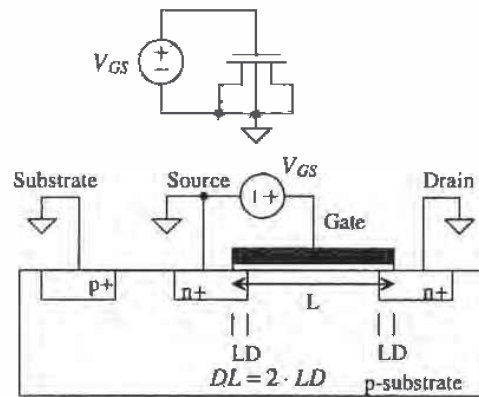 V_GS
+
−
V_GS
Substrate Source Drain
−+
Gate
p+ n+ n+
L
LD LD
DL = 2 · LD
p-substrate